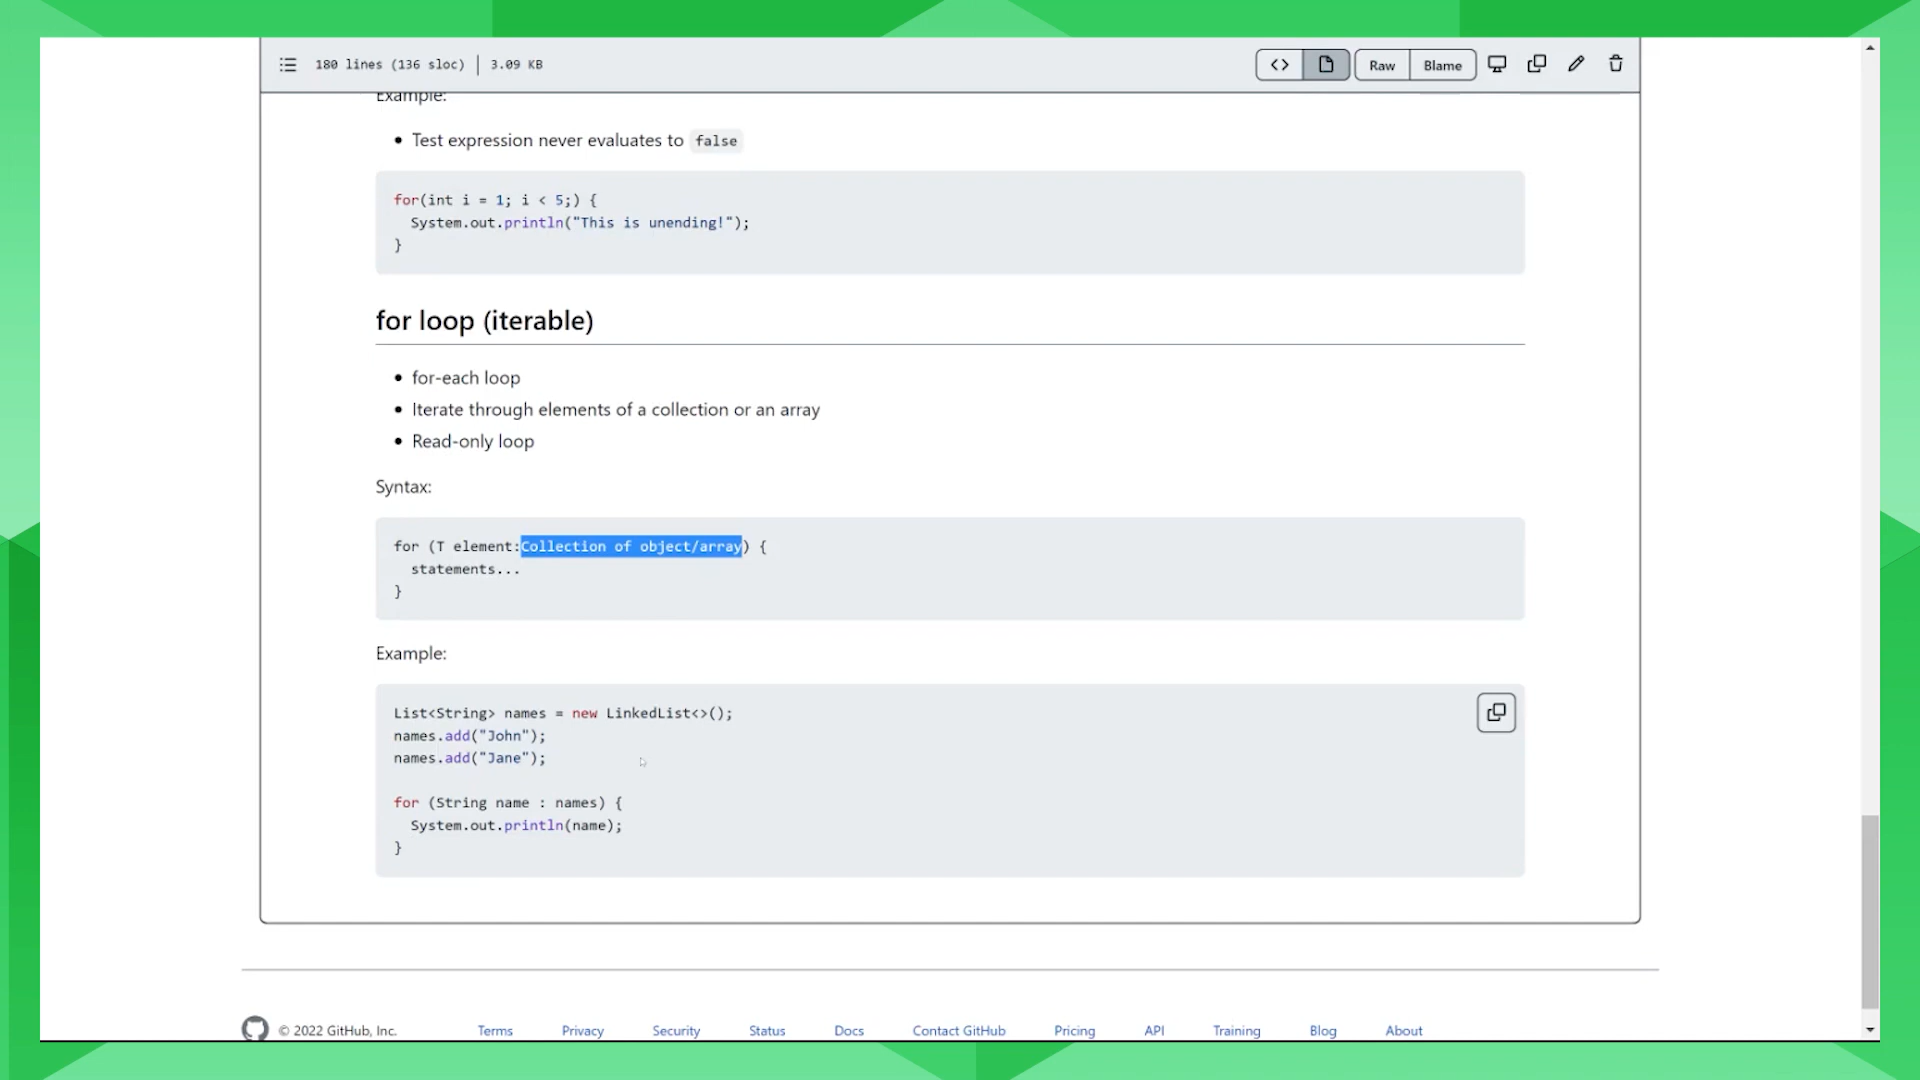 180 lines (136 sloc) | 3.09 KB
Raw
Blame
Example:
• Test expression never evaluates to false
for(int i = 1; i < 5;) {
  System.out.println("This is unending!");
}
for loop (iterable)
• for-each loop
• Iterate through elements of a collection or an array
• Read-only loop
Syntax:
for (T element:Collection of object/array) {
  statements...
}
Example:
List<String> names = new LinkedList<>();
names.add("John");
names.add("Jane");
for (String name : names) {
  System.out.println(name);
}
© 2022 GitHub, Inc. Terms Privacy Security Status Docs Contact GitHub Pricing API Training Blog About